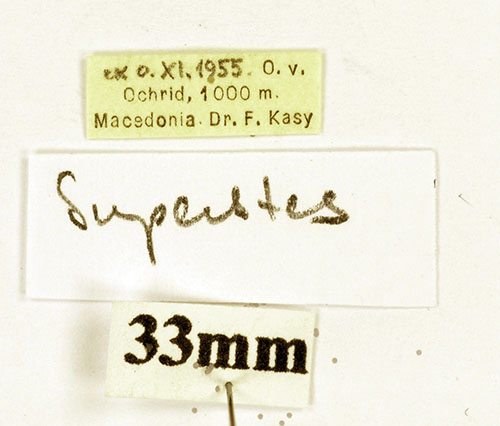 ex o. XI. 1955. O. v.
Ochrid, 1000 m.
Macedonia. Dr. F. Kasy
Superstes
33mm